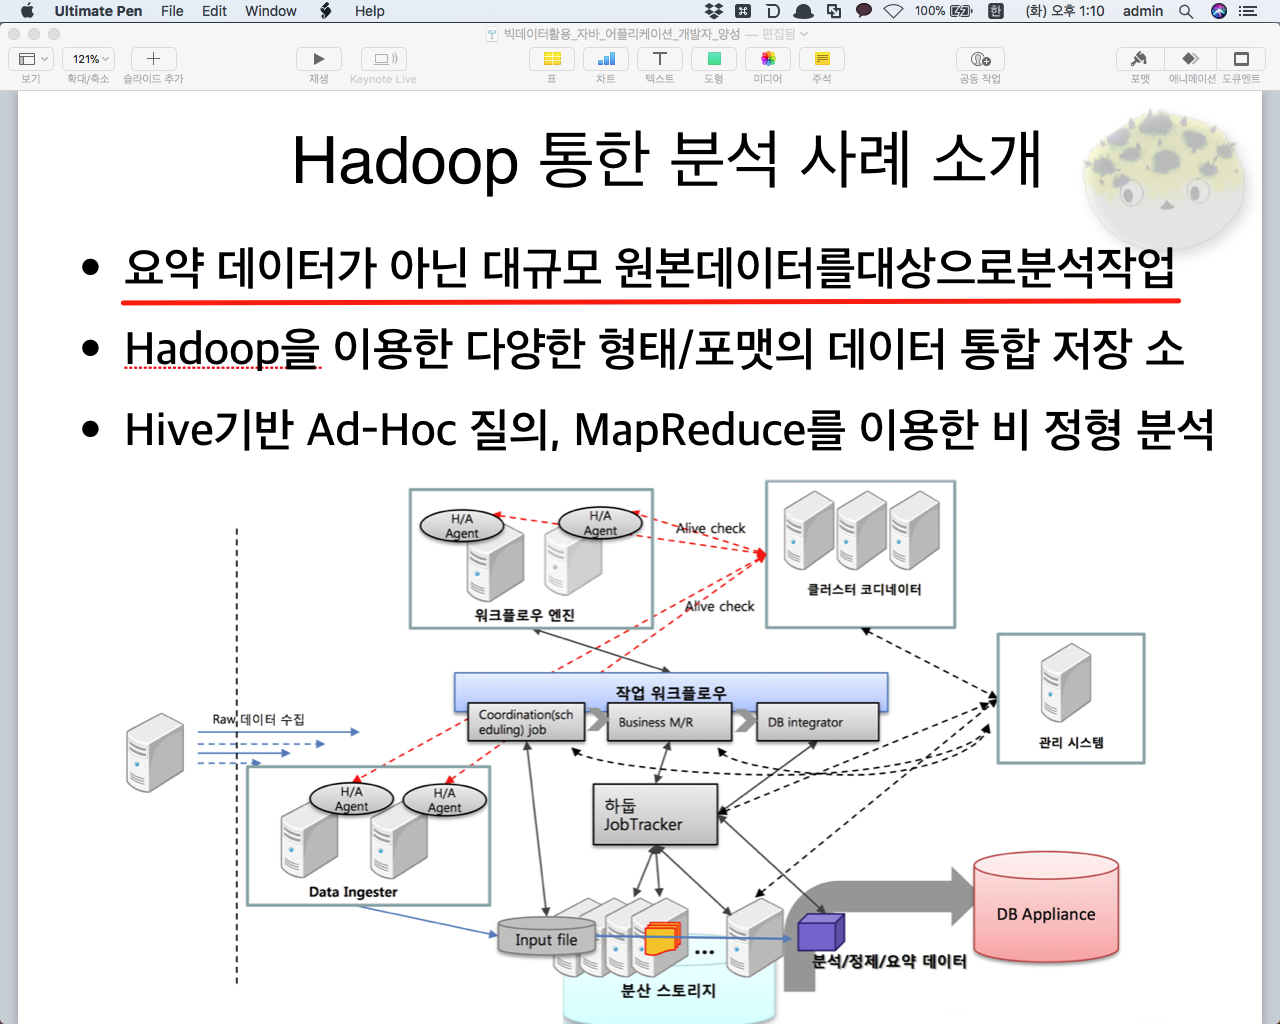 Ultimate Pen File Edit Window Help 100% 한 (화) 오후 1:10 admin
빅데이터활용_자바_어플리케이션_개발자_양성 — 편집됨
121%
보기 확대/축소 슬라이드 추가 재생 Keynote Live 표 차트 텍스트 도형 미디어 주석 공동 작업 포맷 애니메이션 도큐멘트
Hadoop 통한 분석 사례 소개
• 요약 데이터가 아닌 대규모 원본데이터를대상으로분석작업
• Hadoop을 이용한 다양한 형태/포맷의 데이터 통합 저장 소
• Hive기반 Ad-Hoc 질의, MapReduce를 이용한 비 정형 분석
H/A
Agent
H/A
Agent
워크플로우 엔진
Alive check
Alive check
클러스터 코디네이터
관리 시스템
작업 워크플로우
Coordination(sch
eduling) job
Business M/R
DB integrator
Raw 데이터 수집
H/A
Agent
H/A
Agent
Data Ingester
하둡
JobTracker
Input file
...
분산 스토리지
분석/정제/요약 데이터
DB Appliance